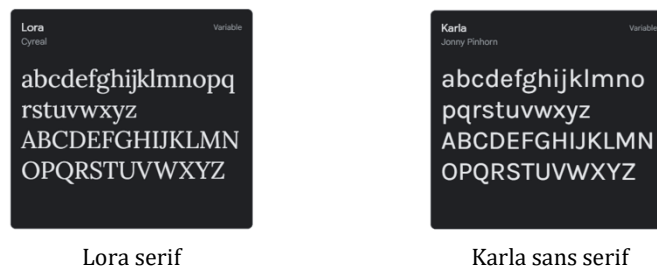 Lora Variable
Cyreal
abcdefghijklmnopq
rstuvwxyz
ABCDEFGHIJKLMN
OPQRSTUVWXYZ
Lora serif
Karla Variable
Jonny Pinhorn
abcdefghijklmno
pqrstuvwxyz
ABCDEFGHIJKLMN
OPQRSTUVWXYZ
Karla sans serif